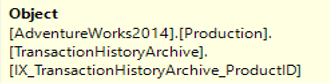 Object
[AdventureWorks2014].[Production].
[TransactionHistoryArchive].
[IX_TransactionHistoryArchive_ProductID]